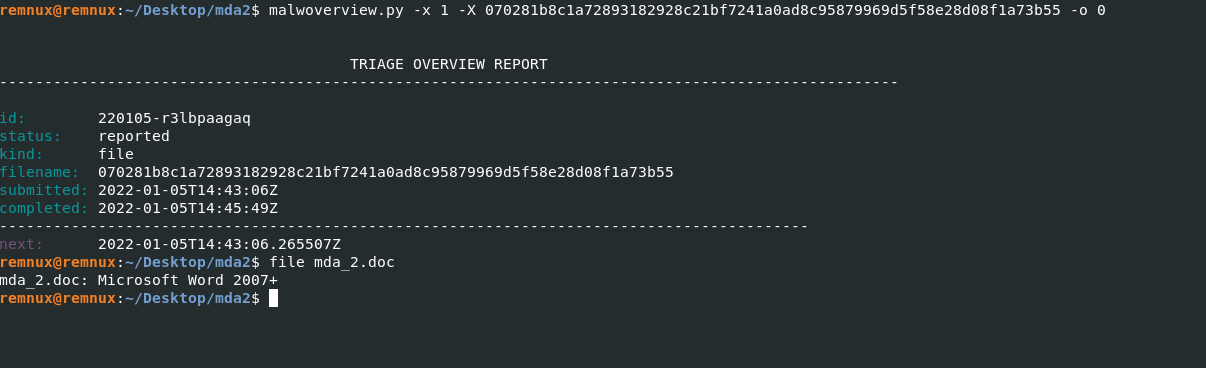 remnux@remnux:~/Desktop/mda2$ malwoverview.py -x 1 -X 070281b8c1a72893182928c21bf7241a0ad8c95879969d5f58e28d08f1a73b55 -o 0
TRIAGE OVERVIEW REPORT
----------------------------------------------------------------------------------------------------
id: 220105-r3lbpaagaq
status: reported
kind: file
filename: 070281b8c1a72893182928c21bf7241a0ad8c95879969d5f58e28d08f1a73b55
submitted: 2022-01-05T14:43:06Z
completed: 2022-01-05T14:45:49Z
------------------------------------------------------------------------------------------
next: 2022-01-05T14:43:06.265507Z
remnux@remnux:~/Desktop/mda2$ file mda_2.doc
mda_2.doc: Microsoft Word 2007+
remnux@remnux:~/Desktop/mda2$